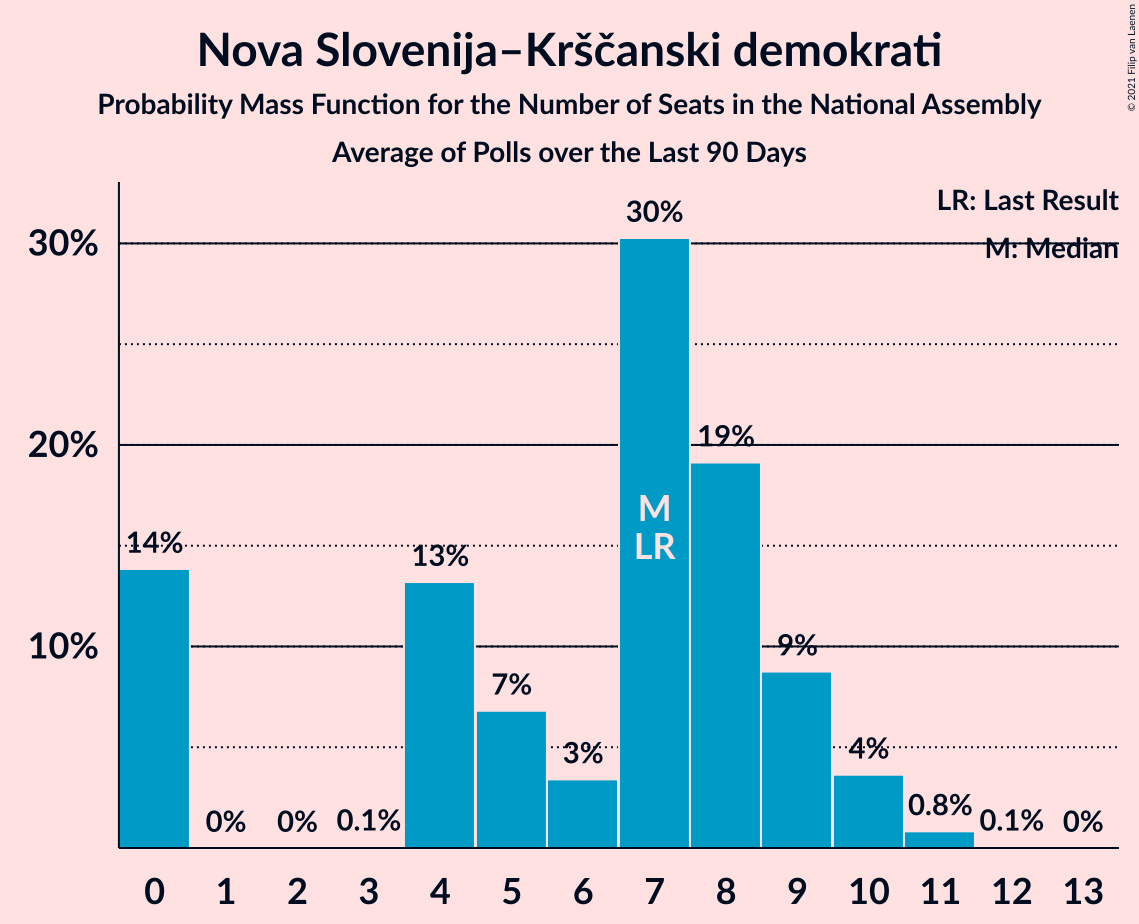 Nova Slovenija–Krščanski demokrati
Probability Mass Function for the Number of Seats in the National Assembly
Average of Polls over the Last 90 Days
© 2021 Filip van Laenen
LR: Last Result
M: Median
30%
20%
10%
14%
0%
0%
0.1%
13%
7%
3%
30%
M
LR
19%
9%
4%
0.8%
0.1%
0%
0 1 2 3 4 5 6 7 8 9 10 11 12 13